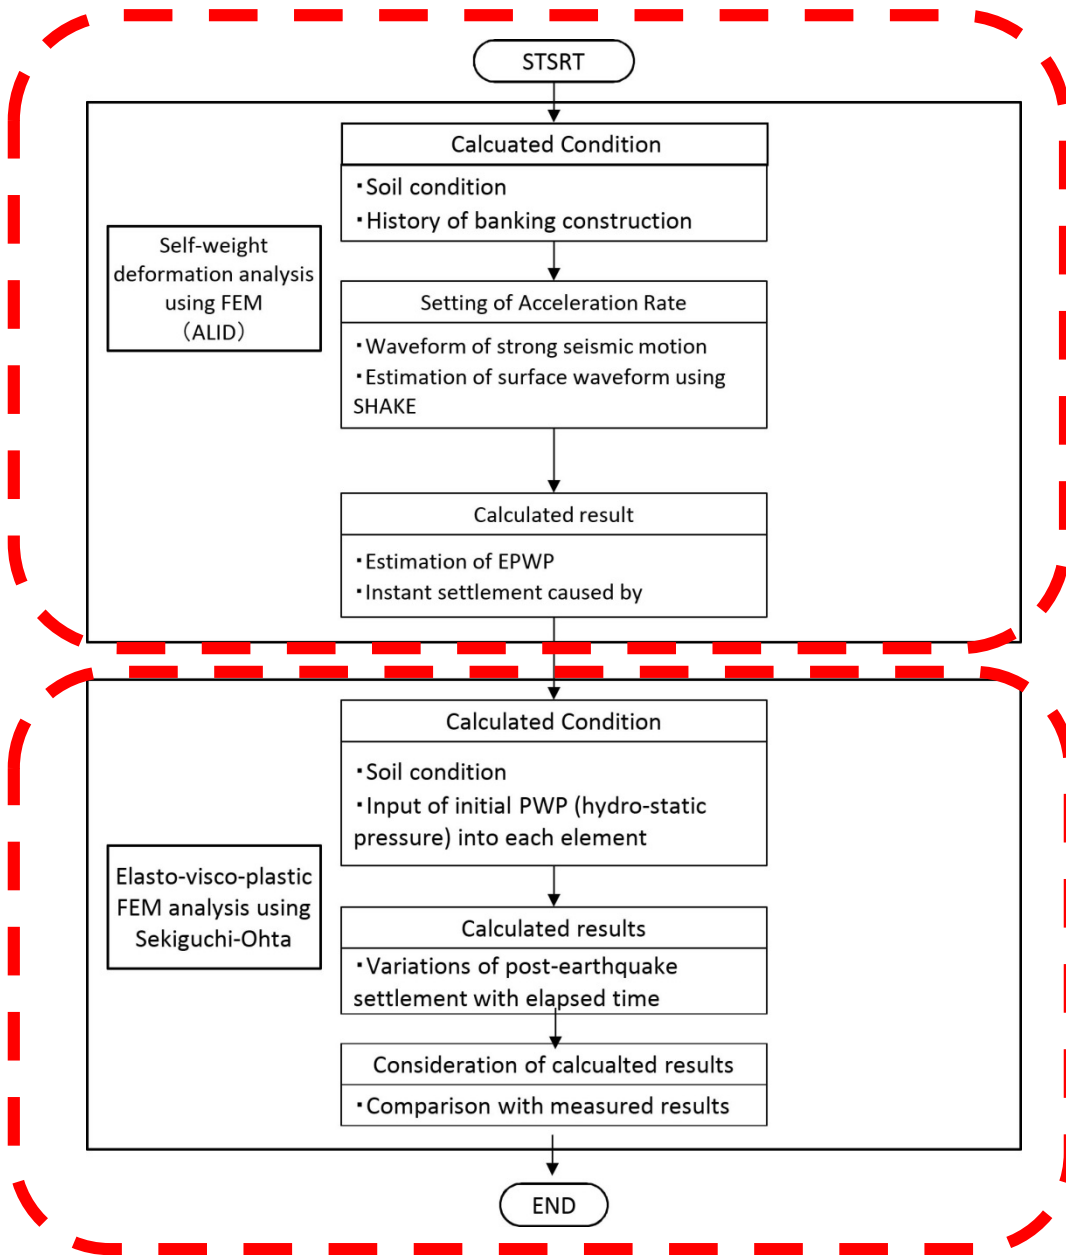 STSRT
Calcuated Condition
・Soil condition
・History of banking construction
Self-weight
deformation analysis
using FEM
（ALID）
Setting of Acceleration Rate
・Waveform of strong seismic motion
・Estimation of surface waveform using
SHAKE
Calculated result
・Estimation of EPWP
・Instant settlement caused by
Calculated Condition
・Soil condition
・Input of initial PWP (hydro-static
pressure) into each element
Elasto-visco-plastic
FEM analysis using
Sekiguchi-Ohta
Calculated results
・Variations of post-earthquake
settlement with elapsed time
Consideration of calcualted results
・Comparison with measured results
END